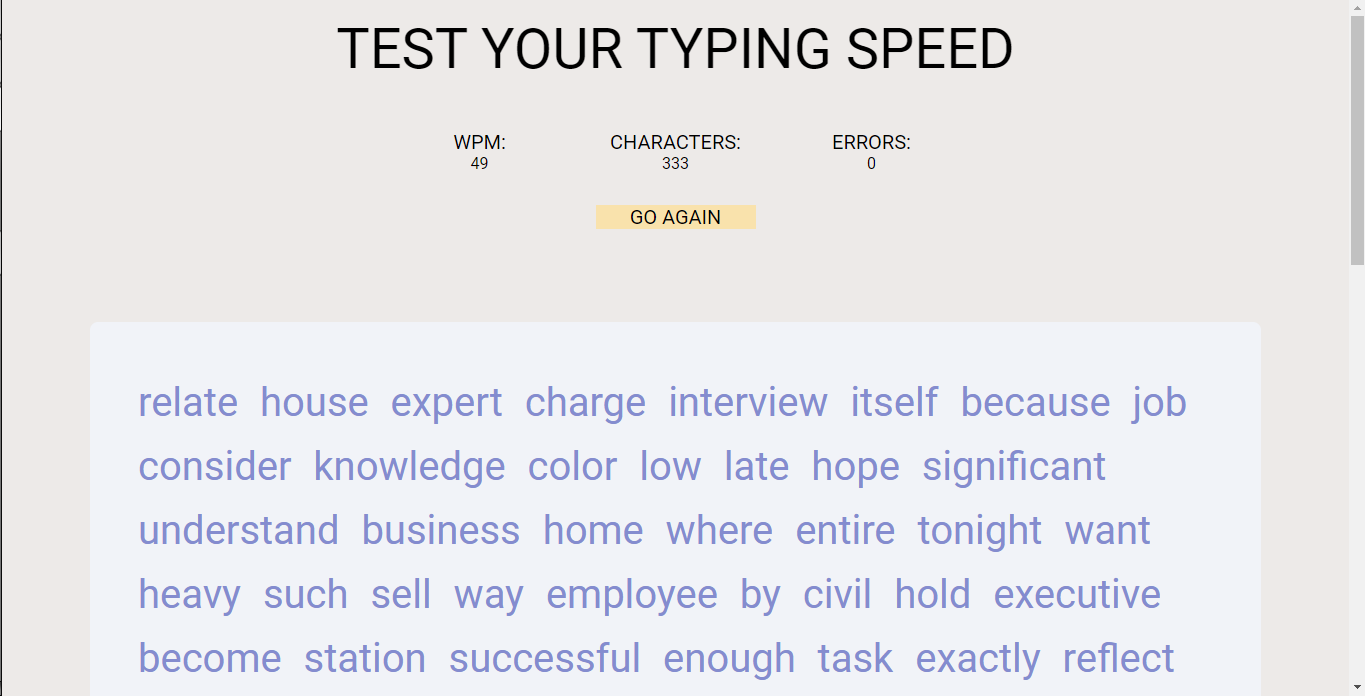 TEST YOUR TYPING SPEED
WPM: CHARACTERS: ERRORS:
49 333 0
GO AGAIN
relate house expert charge interview itself because job
consider knowledge color low late hope significant
understand business home where entire tonight want
heavy such sell way employee by civil hold executive
become station successful enough task exactly reflect